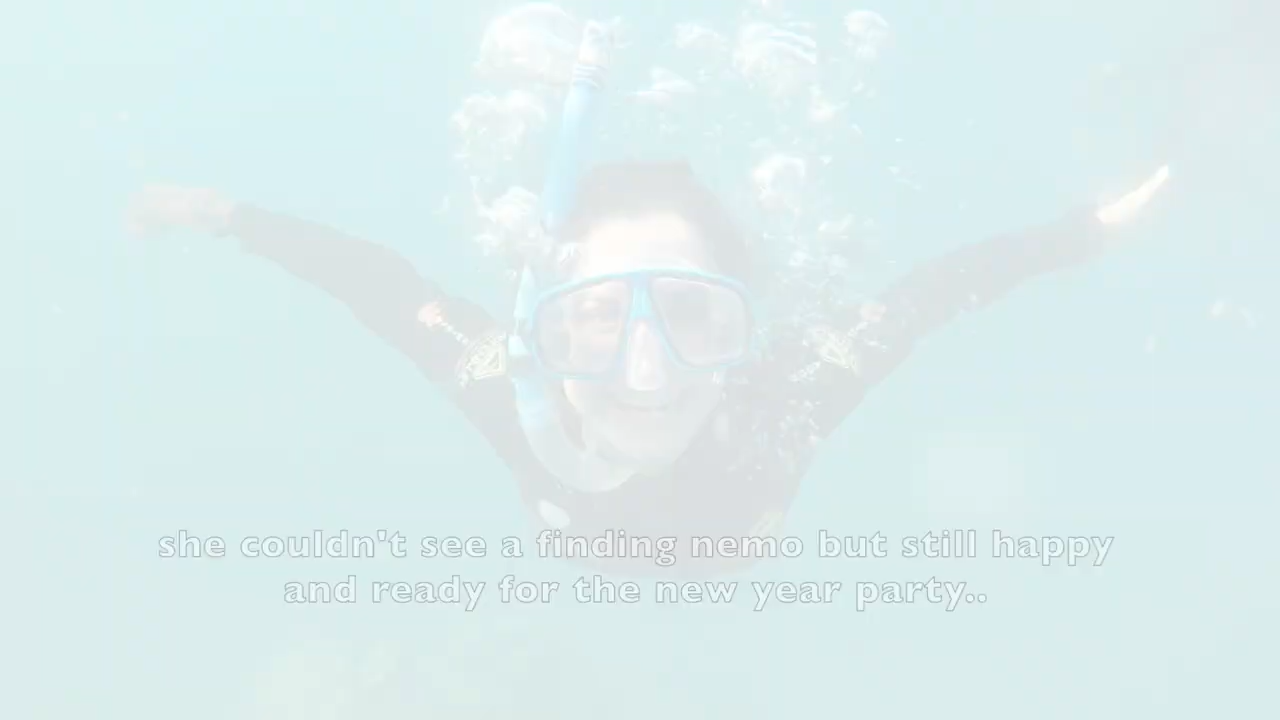 she couldn't see a finding nemo but still happy
and ready for the new year party..